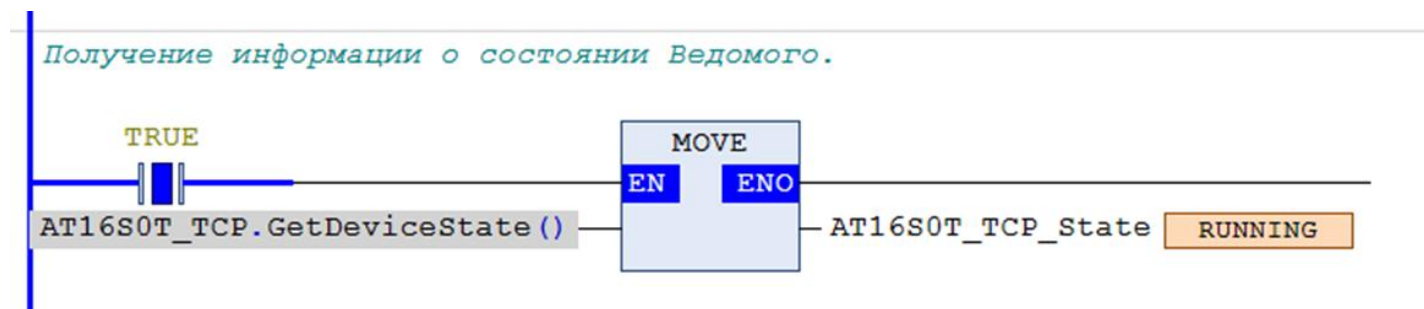 Получение информации о состоянии Ведомого.
TRUE
MOVE
EN ENO
AT16S0T_TCP.GetDeviceState() AT16S0T_TCP_State RUNNING